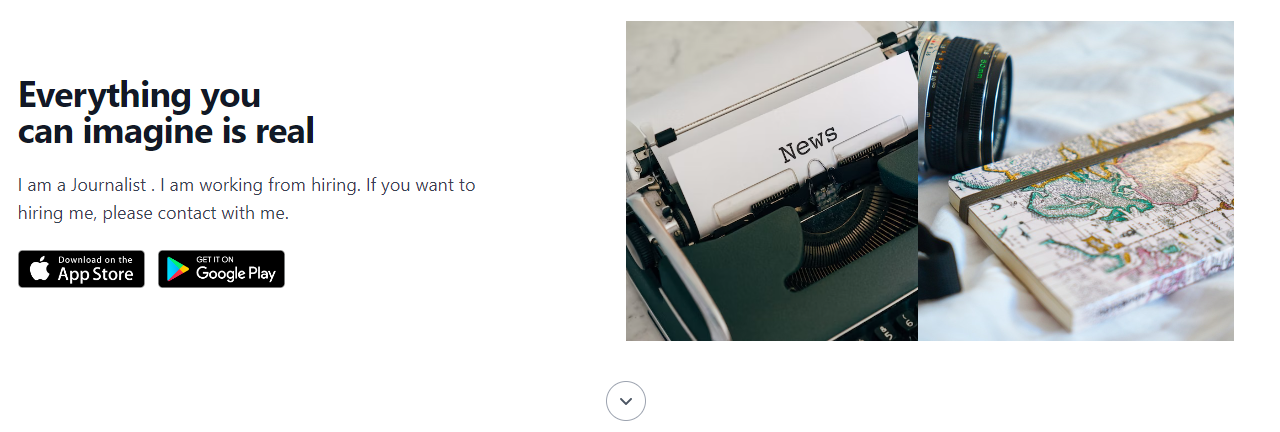 Everything you
can imagine is real
I am a Journalist . I am working from hiring. If you want to
hiring me, please contact with me.
Download on the
App Store
GET IT ON
Google Play
News